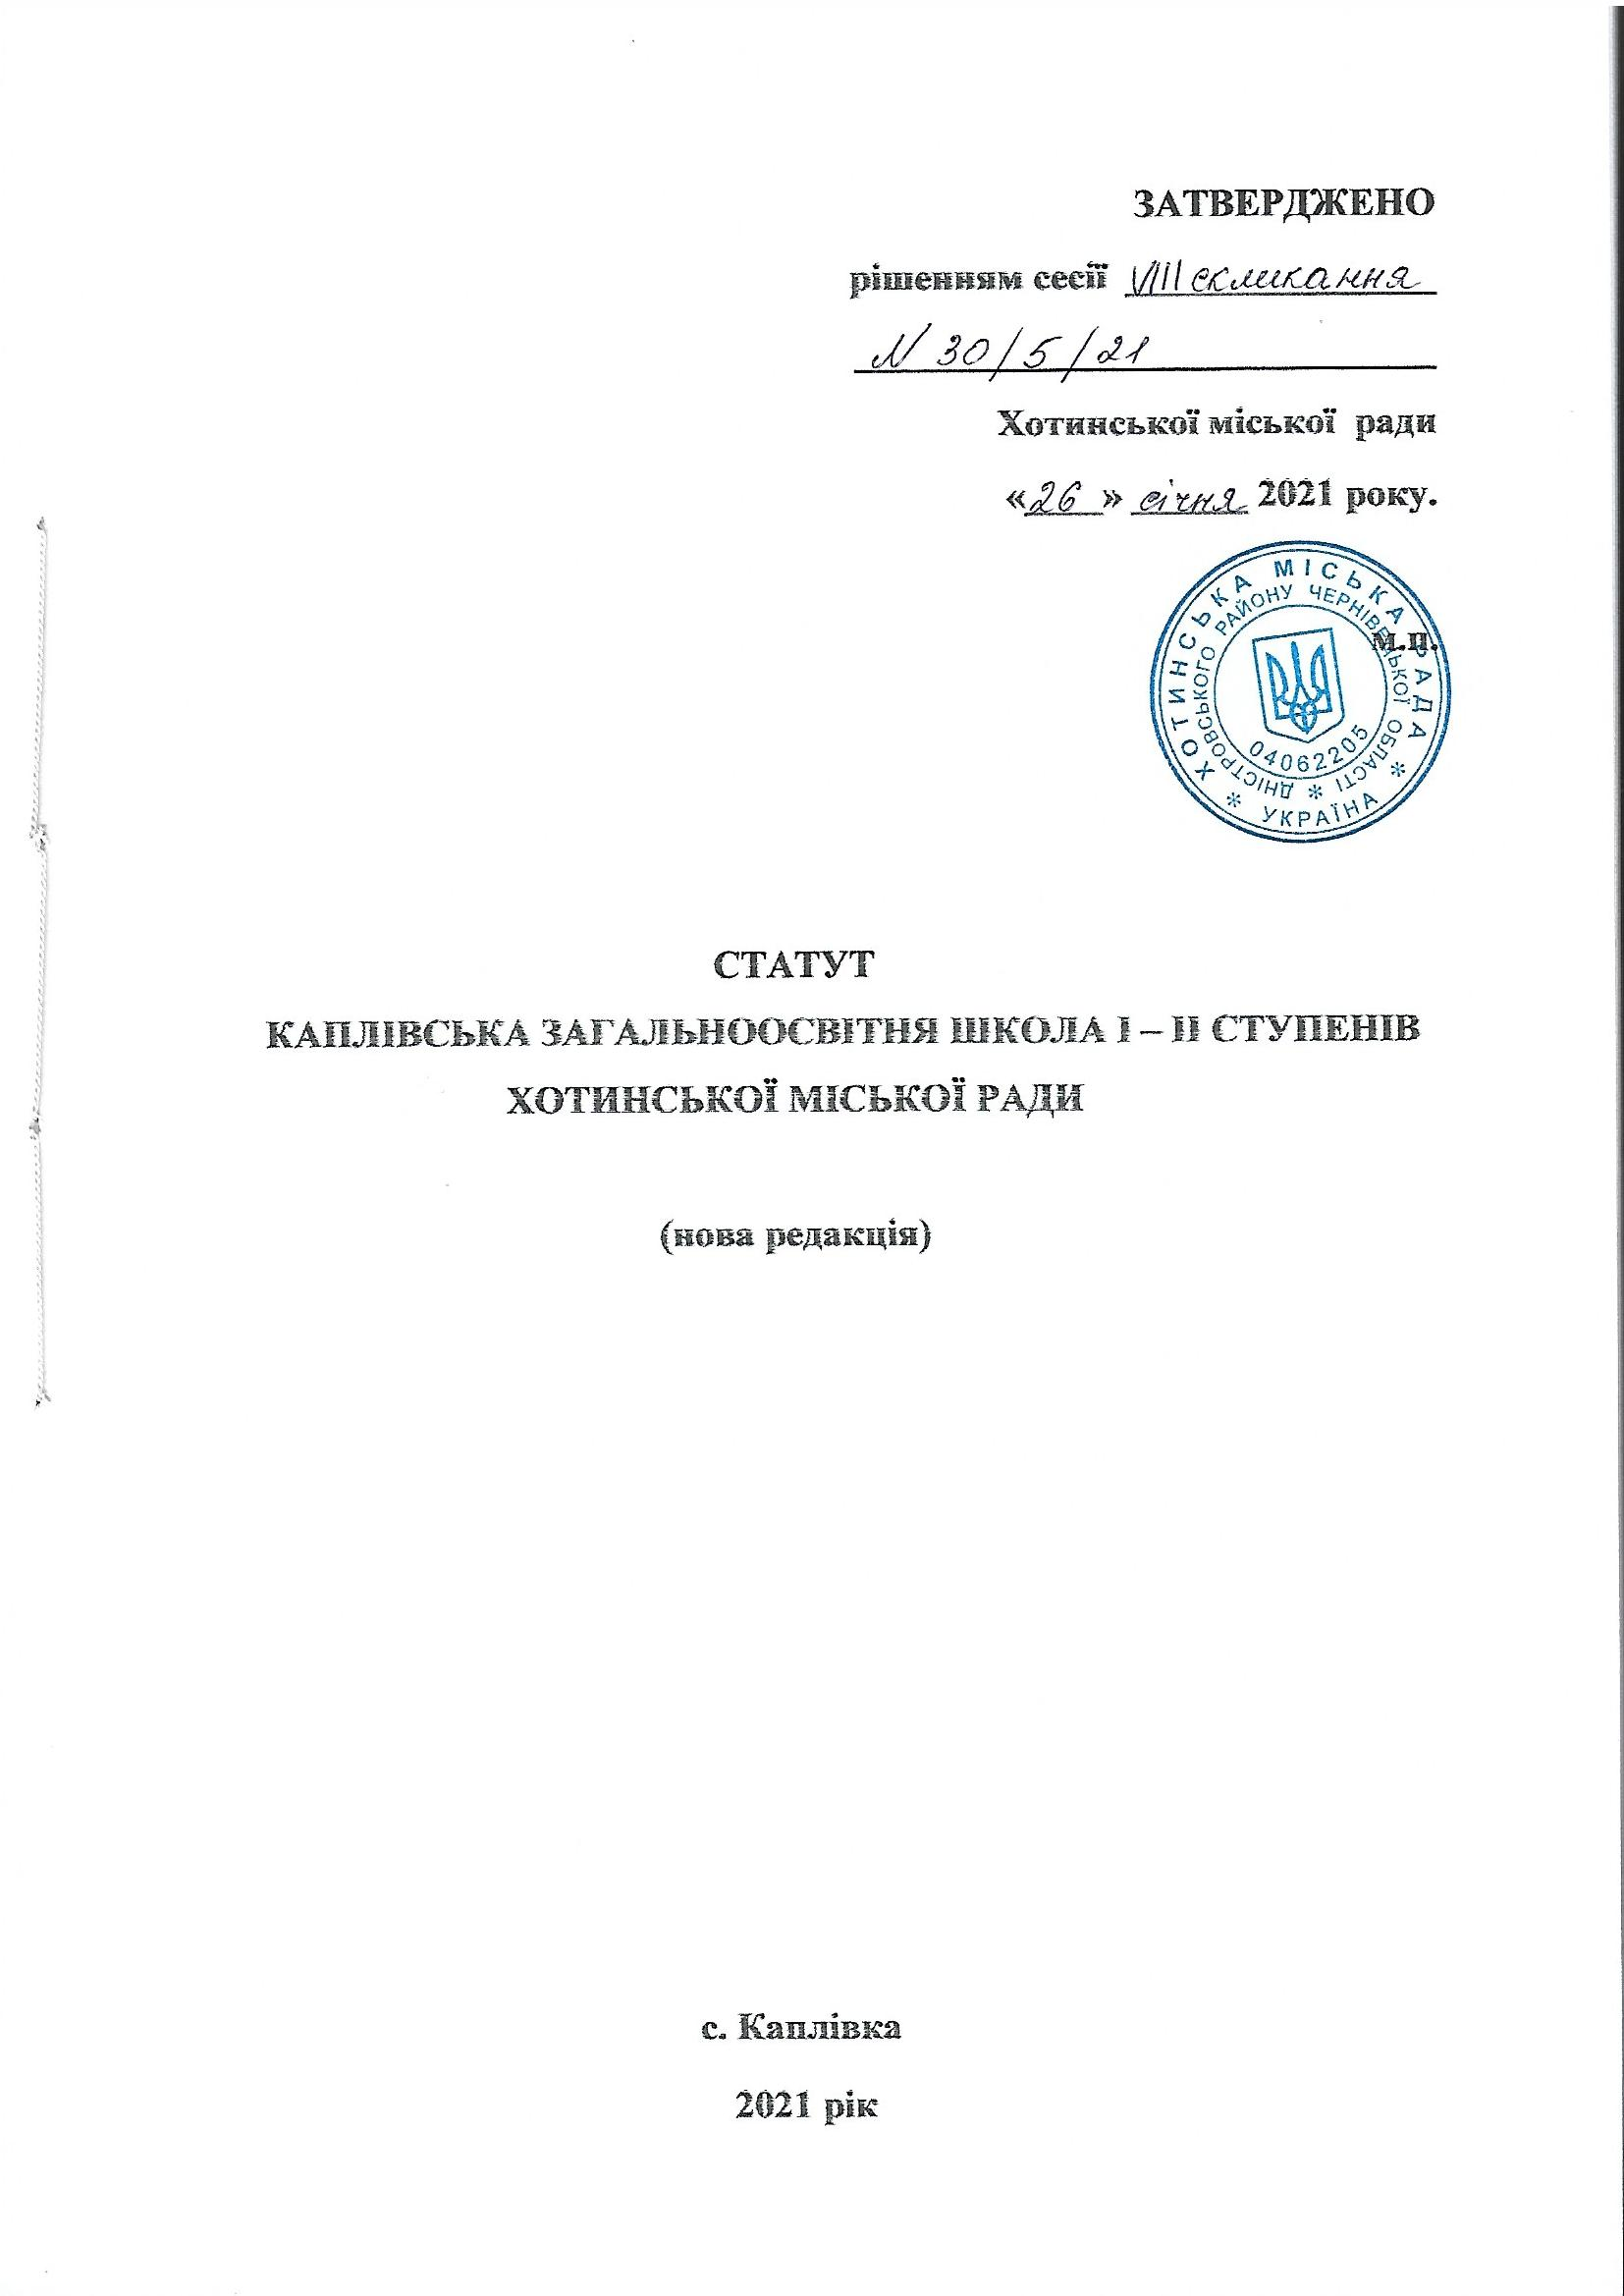 ЗАТВЕРДЖЕНО
рішенням сесії VIII скликання
N 30/5/21
Хотинської міської ради
«26» січня 2021 року.
м.п.
ХОТИНСЬКА МІСЬКА РАДА
ДНІСТРОВСЬКОГО РАЙОНУ ЧЕРНІВЕЦЬКОЇ ОБЛАСТІ
04062205
* УКРАЇНА *
СТАТУТ
КАПЛІВСЬКА ЗАГАЛЬНООСВІТНЯ ШКОЛА І – ІІ СТУПЕНІВ
ХОТИНСЬКОЇ МІСЬКОЇ РАДИ
(нова редакція)
с. Каплівка
2021 рік